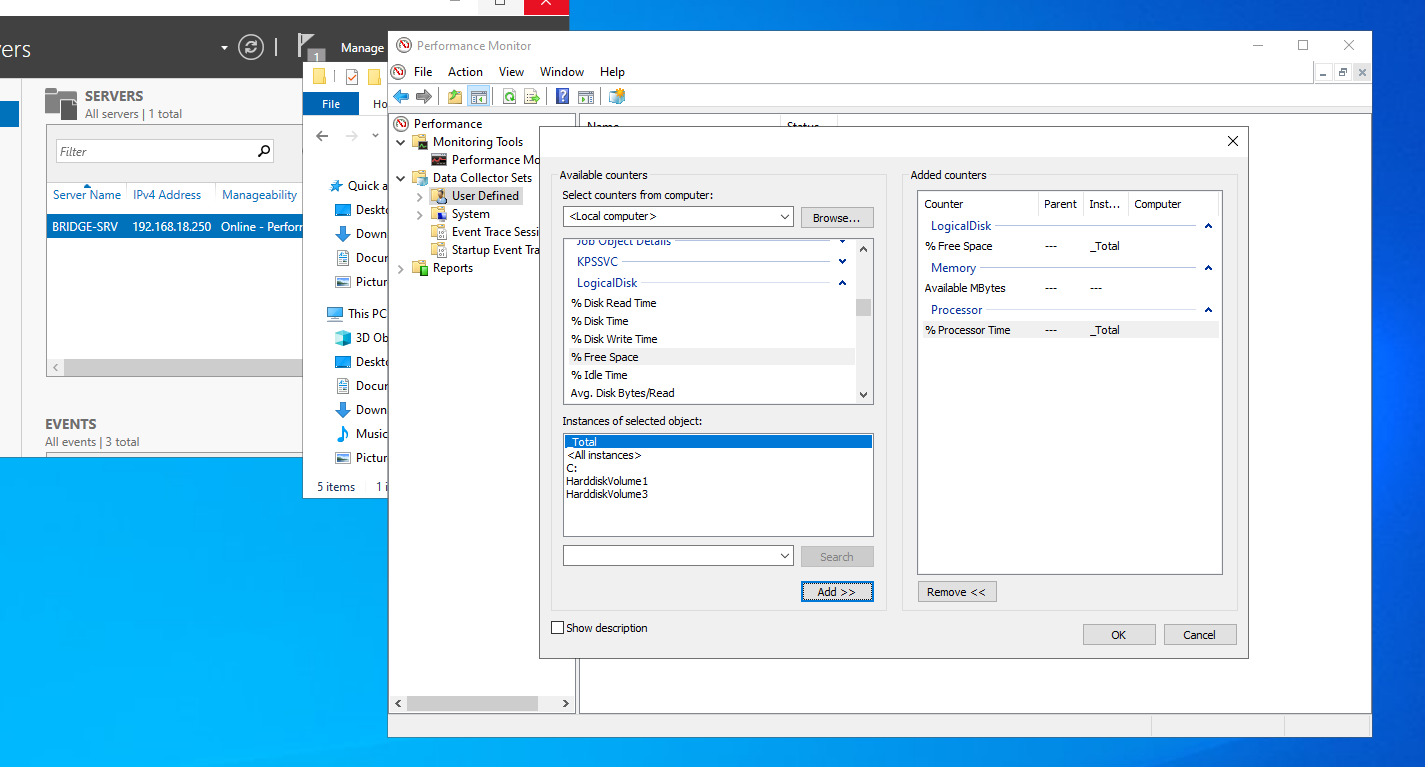 ers
1
Manage
SERVERS
All servers | 1 total
Filter
Server Name IPv4 Address Manageability
BRIDGE-SRV 192.168.18.250 Online - Perfor
EVENTS
All events | 3 total
File Ho
Quick a
Deskto
Down
Docur
Pictur
This PC
3D Ob
Deskto
Docur
Down
Music
Pictur
5 items 1 i
Performance Monitor
File Action View Window Help
Performance
Monitoring Tools
Performance Mo
Data Collector Sets
User Defined
System
Event Trace Sessi
Startup Event Tra
Reports
Name Status
Available counters
Select counters from computer:
<Local computer>
Browse...
Job Object Details
KPSSVC
LogicalDisk
% Disk Read Time
% Disk Time
% Disk Write Time
% Free Space
% Idle Time
Avg. Disk Bytes/Read
Instances of selected object:
_Total
<All instances>
C:
HarddiskVolume1
HarddiskVolume3
Search
Add >>
Show description
Added counters
Counter Parent Inst... Computer
LogicalDisk
% Free Space --- _Total
Memory
Available MBytes --- ---
Processor
% Processor Time --- _Total
Remove <<
OK Cancel